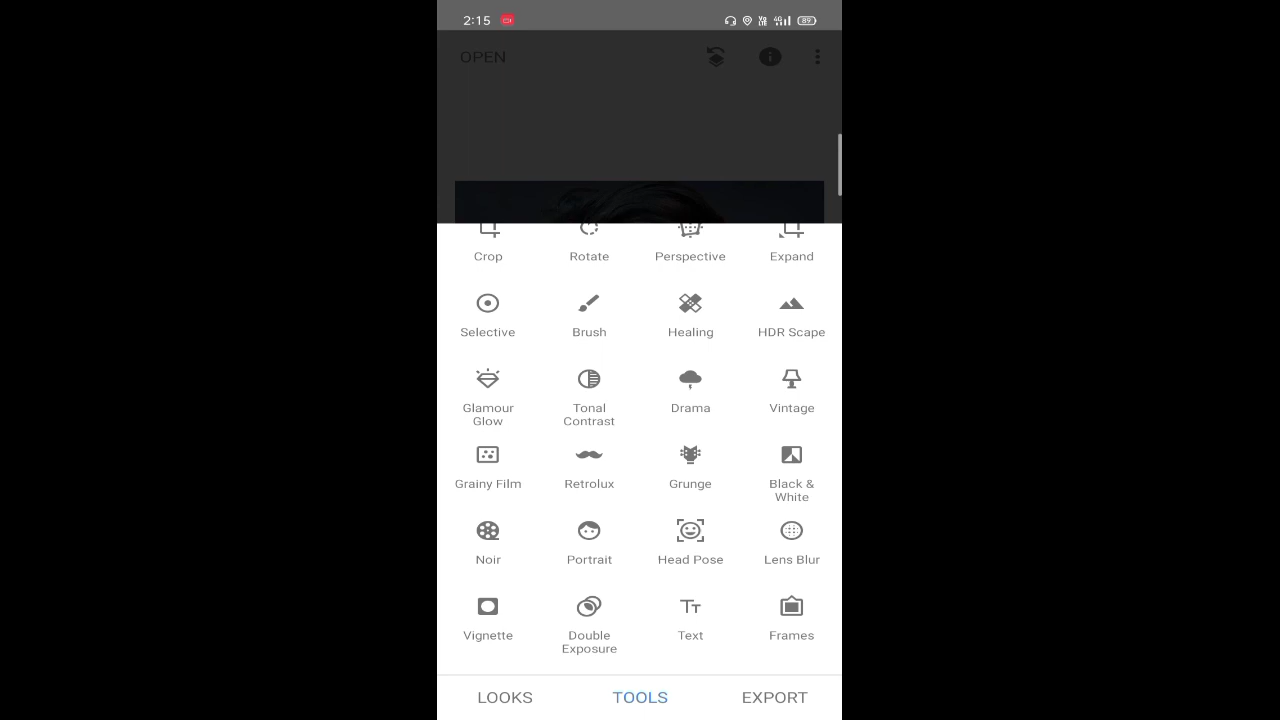 2:15
89
OPEN
Crop Rotate Perspective Expand
Selective Brush Healing HDR Scape
Glamour Glow Tonal Contrast Drama Vintage
Grainy Film Retrolux Grunge Black & White
Noir Portrait Head Pose Lens Blur
Vignette Double Exposure Text Frames
LOOKS TOOLS EXPORT